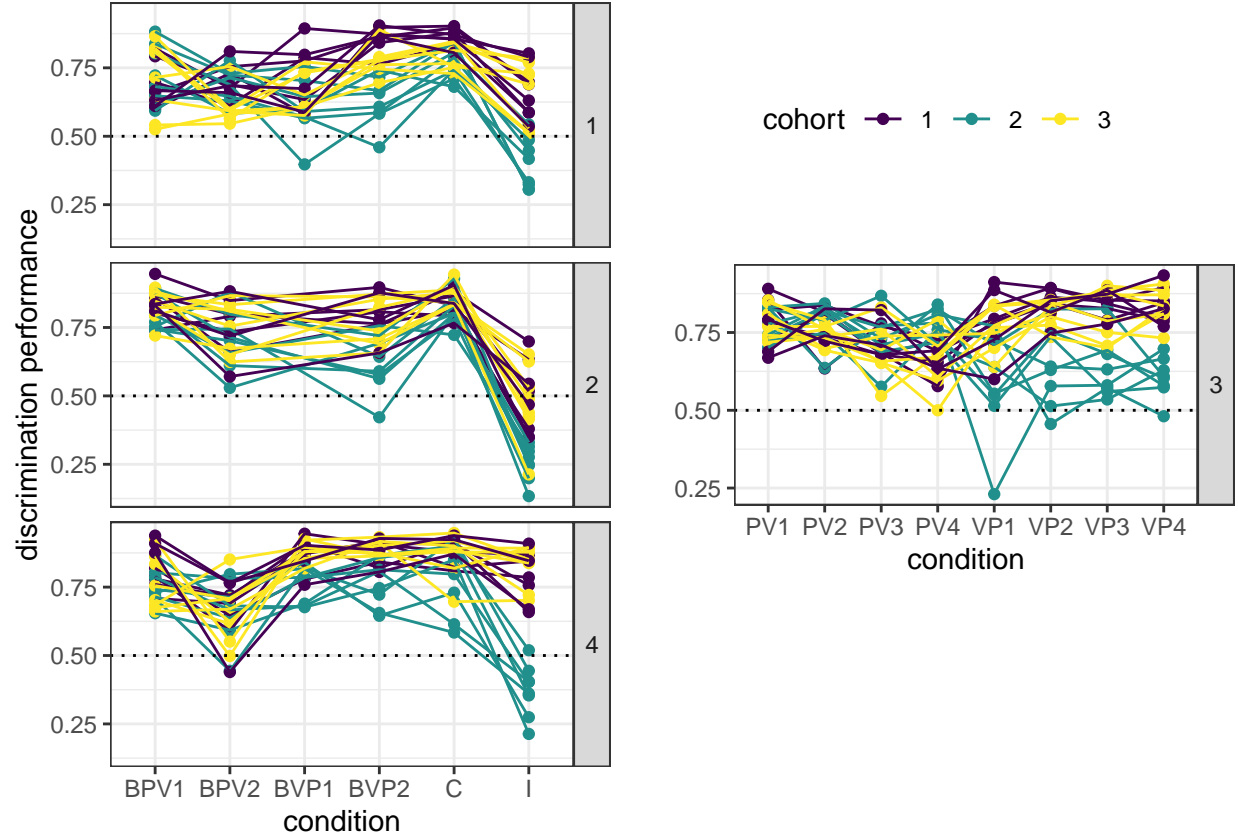 0.75
0.50
0.25
1
cohort 1 2 3
0.75
0.50
0.25
2
discrimination performance
0.75
0.50
0.25
3
PV1 PV2 PV3 PV4 VP1 VP2 VP3 VP4
condition
0.75
0.50
0.25
4
BPV1 BPV2 BVP1 BVP2 C I
condition